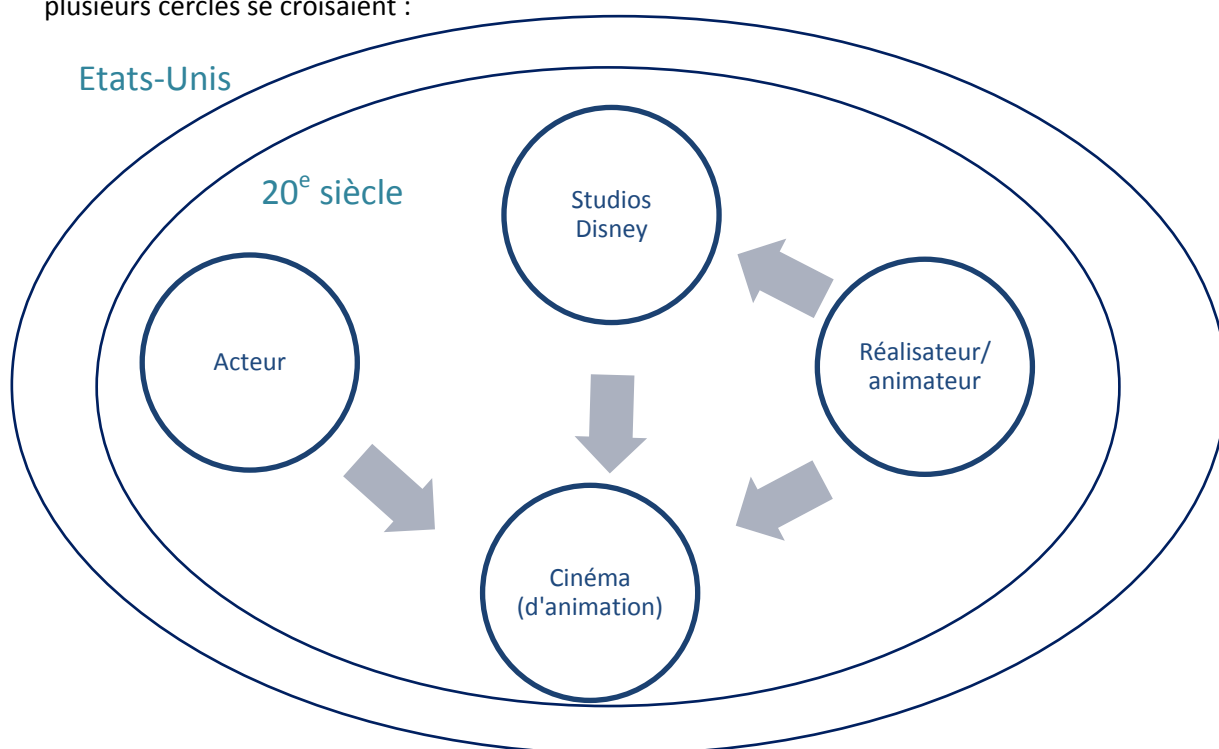 plusieurs cercles se croisaient :
Etats-Unis
20e siècle
Studios
Disney
Acteur
Réalisateur/
animateur
Cinéma
(d'animation)